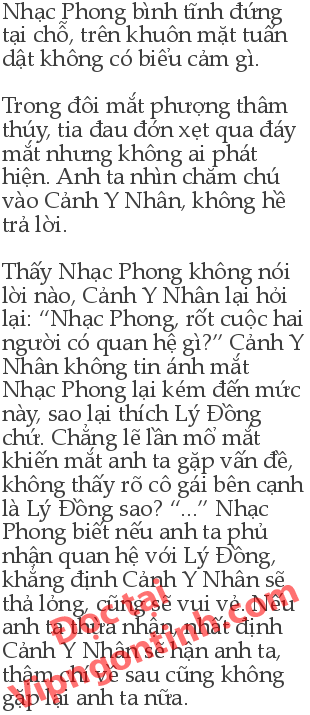 Nhạc Phong bình tĩnh đứng
tại chỗ, trên khuôn mặt tuấn
dật không có biểu cảm gì.
Trong đôi mắt phượng thâm
thúy, tia đau đớn xẹt qua đáy
mắt nhưng không ai phát
hiện. Anh ta nhìn chăm chú
vào Cảnh Y Nhân, không hề
trả lời.
Thấy Nhạc Phong không nói
lời nào, Cảnh Y Nhân lại hỏi
lại: “Nhạc Phong, rốt cuộc hai
người có quan hệ gì?” Cảnh Y
Nhân không tin ánh mắt
Nhạc Phong lại kém đến mức
này, sao lại thích Lý Đồng
chứ. Chẳng lẽ lần mổ mắt
khiến mắt anh ta gặp vấn đề,
không thấy rõ cô gái bên cạnh
là Lý Đồng sao? “...” Nhạc
Phong biết nếu anh ta phủ
nhận quan hệ với Lý Đồng,
khẳng định Cảnh Y Nhân sẽ
thả lỏng, cũng sẽ vui vẻ. Nếu
anh ta thừa nhận, nhất định
Cảnh Y Nhân sẽ hận anh ta,
thậm chí về sau cũng không
gặp lại anh ta nữa.
Đọc tại
Vipngontinh.com